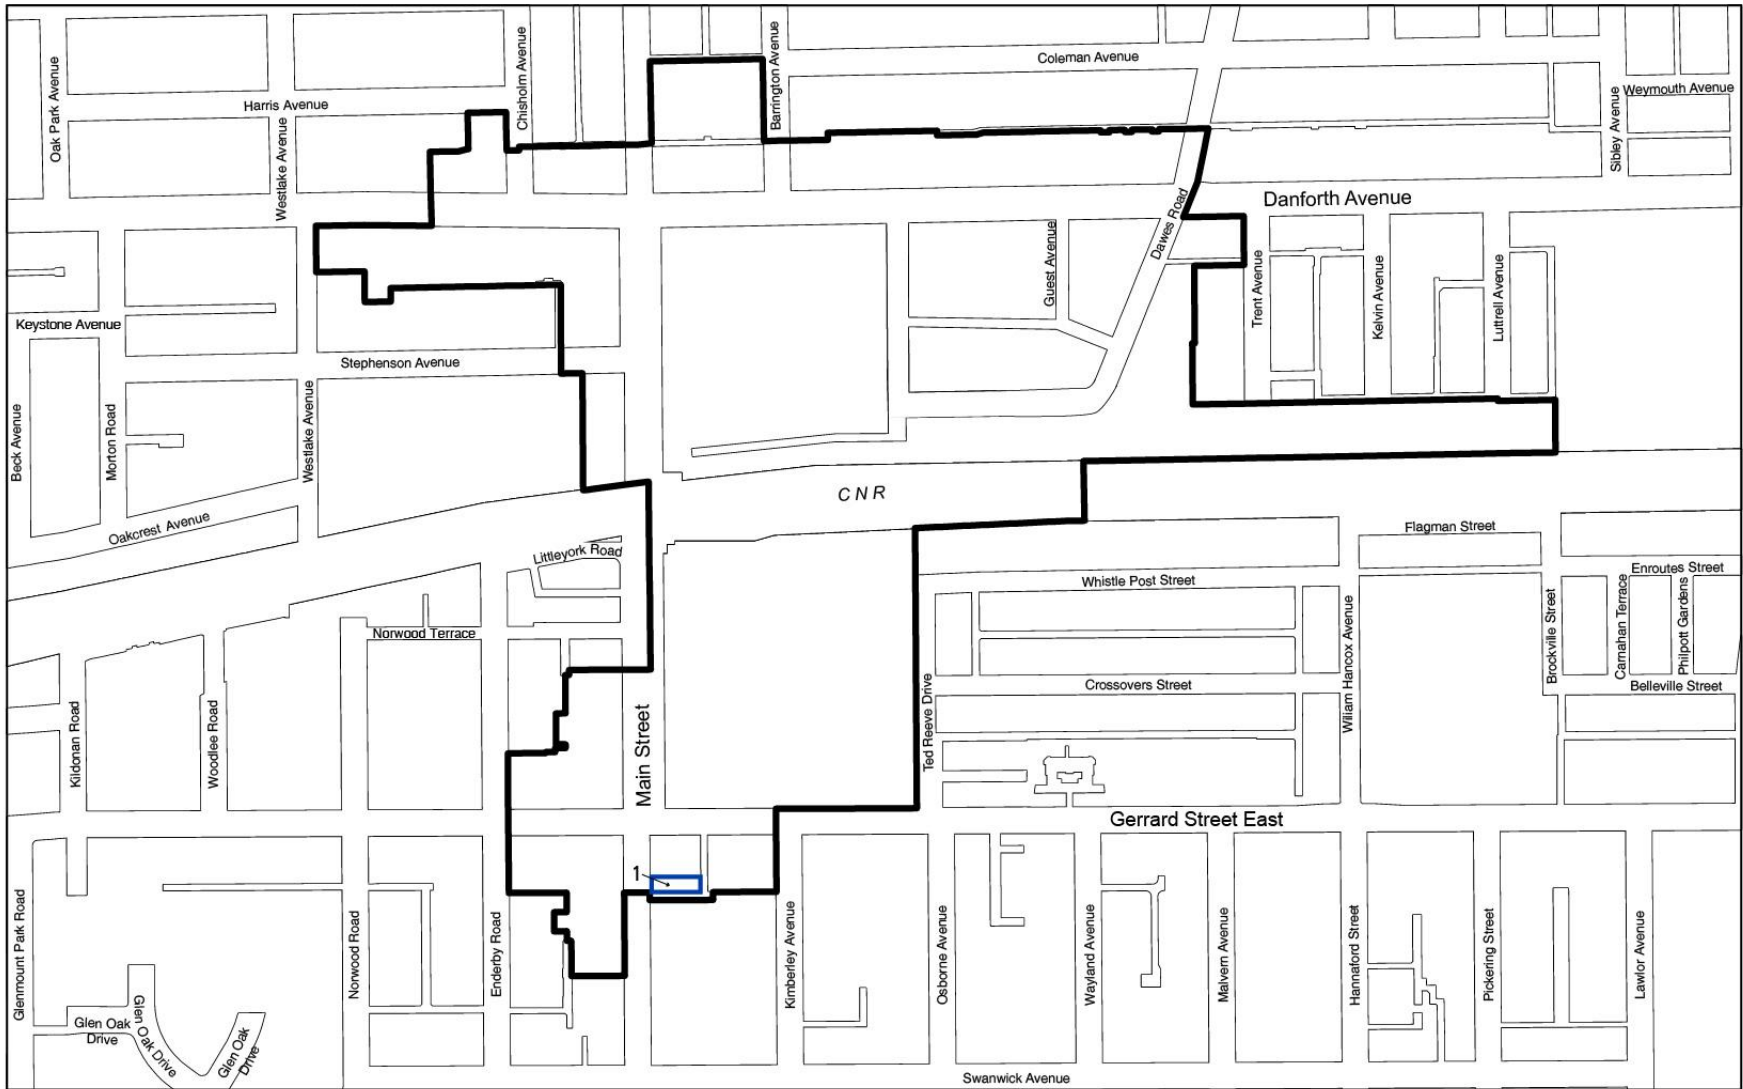 Coleman Avenue
Weymouth Avenue
Harris Avenue
Oak Park Avenue
Westlake Avenue
Chisholm Avenue
Barrington Avenue
Sibley Avenue
Danforth Avenue
Dawes Road
Guest Avenue
Trent Avenue
Kelvin Avenue
Luttrell Avenue
Keystone Avenue
Stephenson Avenue
Beck Avenue
Morton Road
Westlake Avenue
Oakcrest Avenue
CNR
Flagman Street
Littleyork Road
Enroutes Street
Whistle Post Street
Norwood Terrace
William Hancox Avenue
Brockville Street
Carnahan Terrace
Philpott Gardens
Crossovers Street
Belleville Street
Kildonan Road
Woodlee Road
Main Street
Ted Reeve Drive
Gerrard Street East
1
Glenmount Park Road
Norwood Road
Enderby Road
Kimberley Avenue
Osborne Avenue
Wayland Avenue
Malvern Avenue
Hannaford Street
Pickering Street
Lawlor Avenue
Glen Oak
Drive
Glen Oak Drive
Glen Oak
Drive
Swanwick Avenue